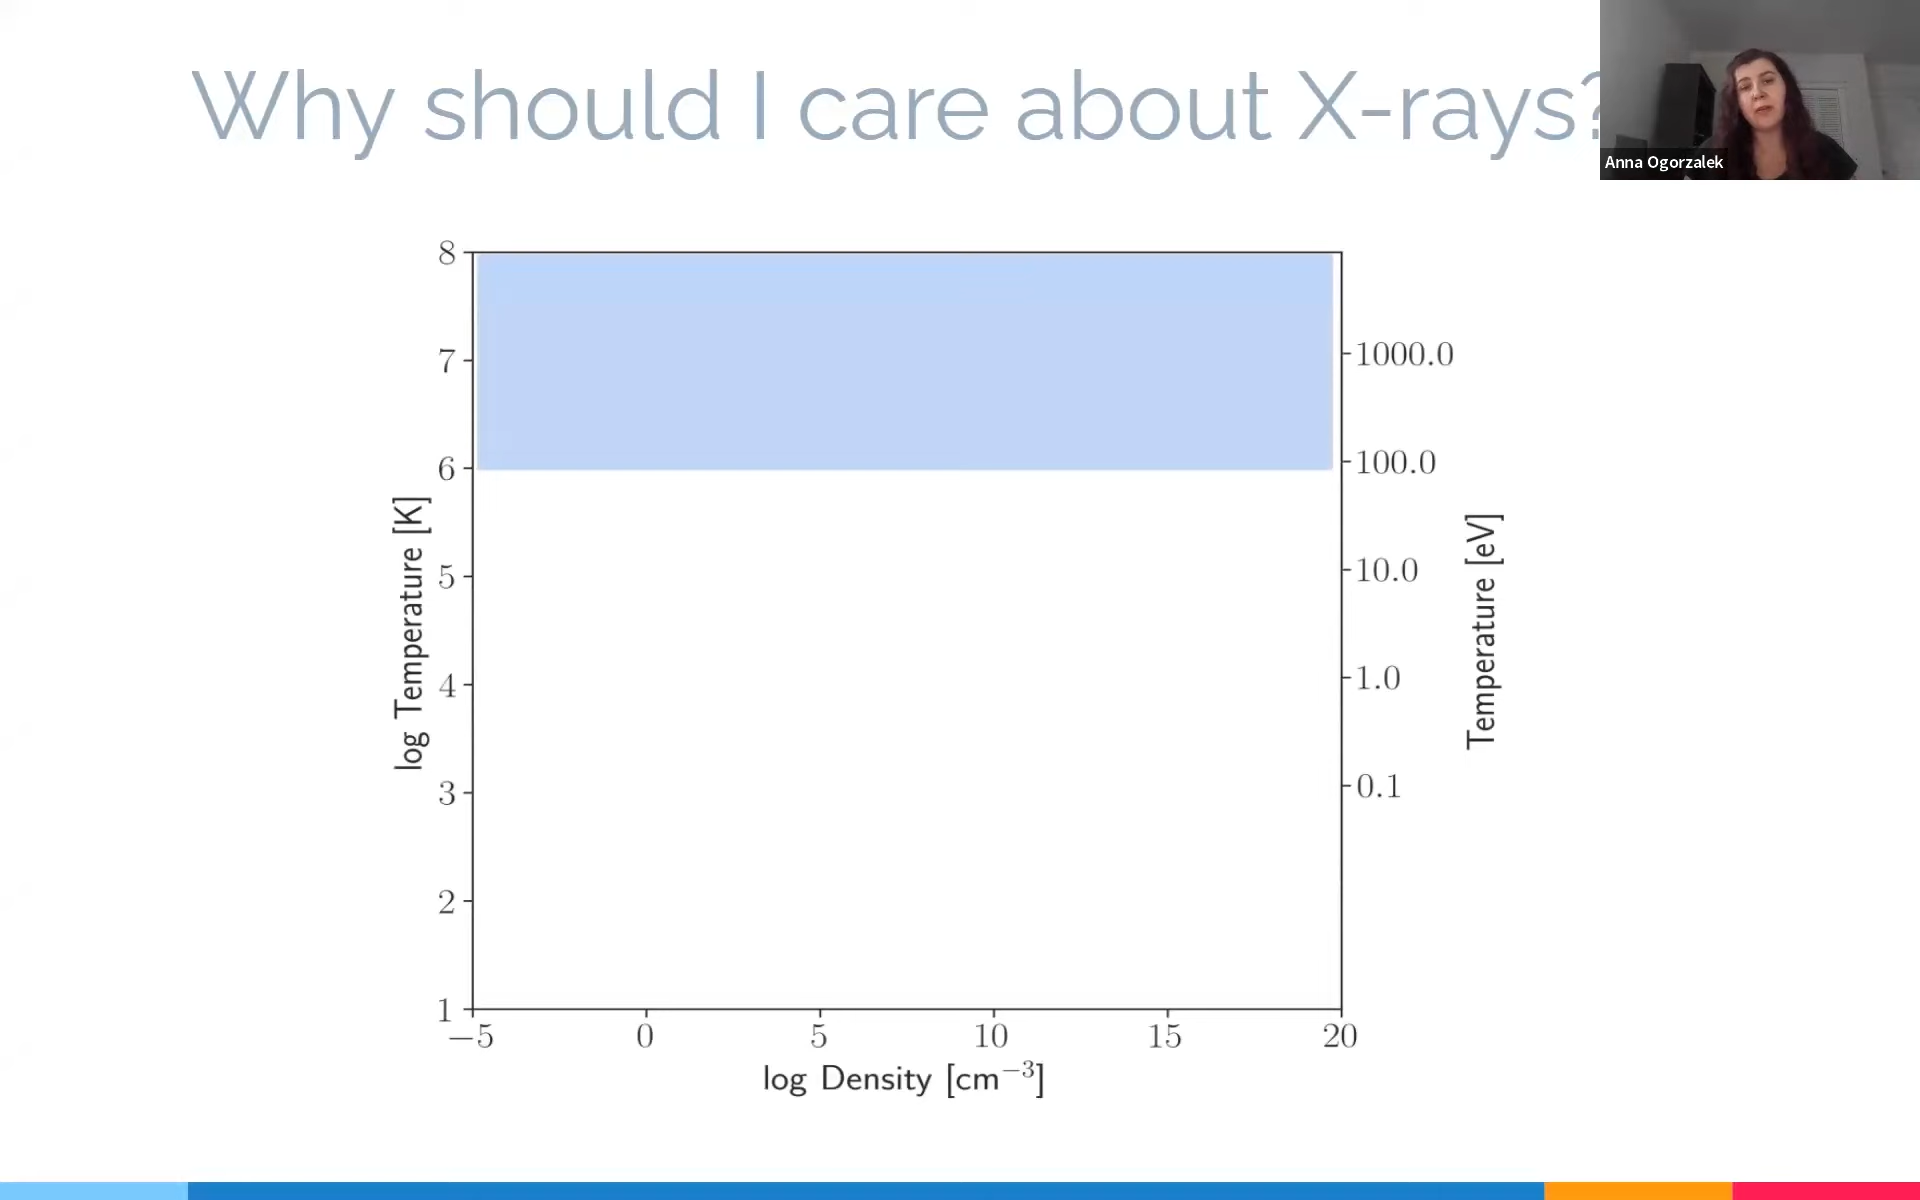 Why should I care about X-rays?
Anna Ogorzalek
8
7
6
5
4
3
2
1
log Temperature [K]
1000.0
100.0
10.0
1.0
0.1
Temperature [eV]
−5 0 5 10 15 20
log Density [cm⁻³]